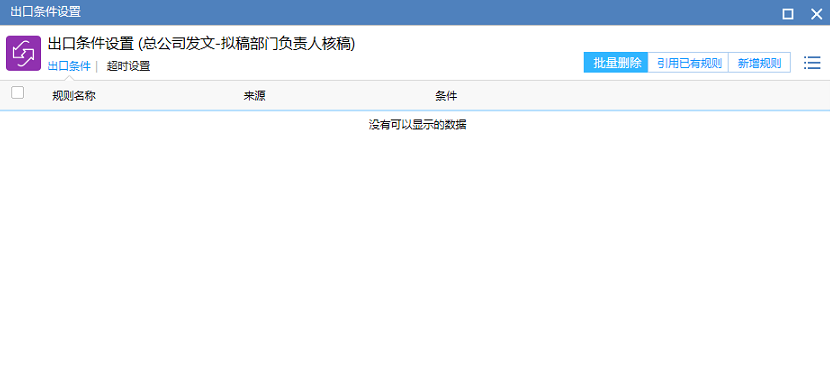 出口条件设置
出口条件设置 (总公司发文-拟稿部门负责人核稿)
出口条件 | 超时设置
批量删除 引用已有规则 新增规则
规则名称 来源 条件
没有可以显示的数据